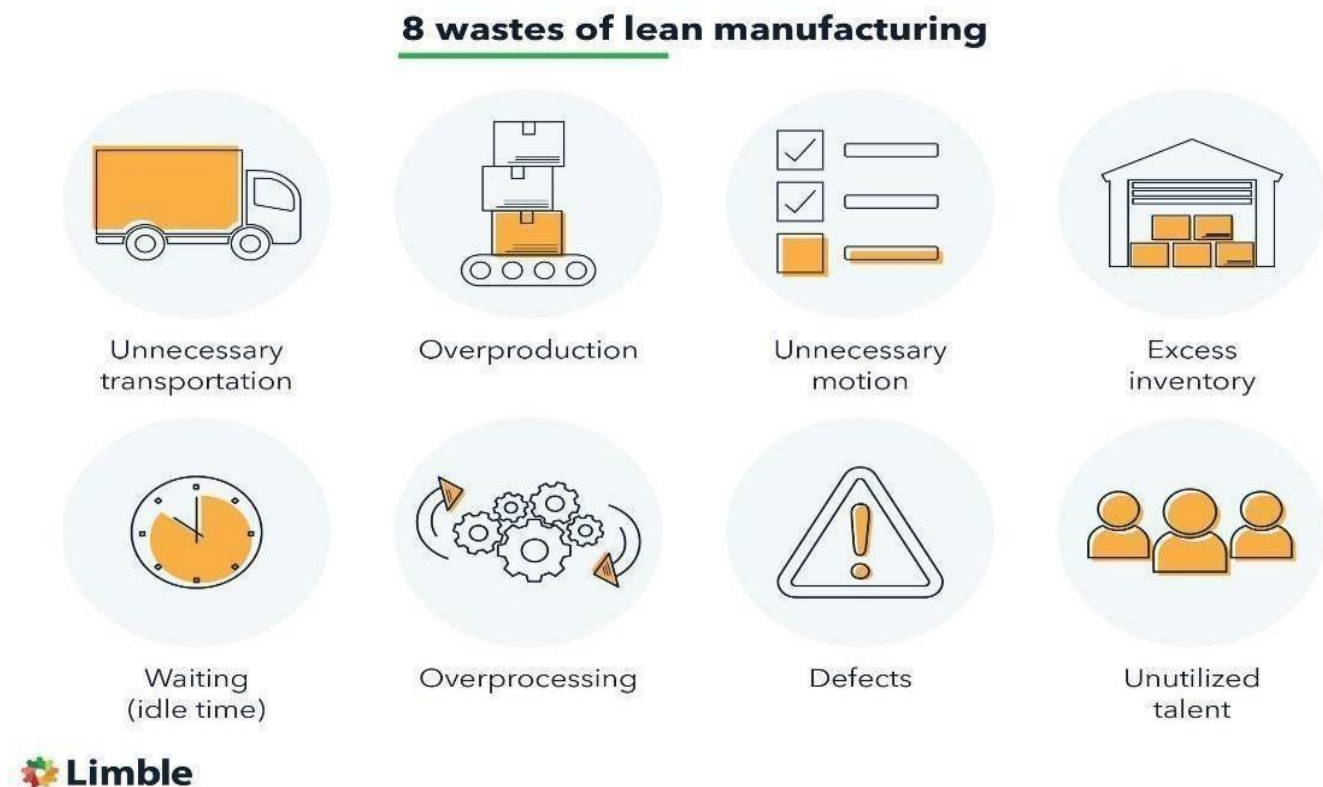 8 wastes of lean manufacturing
Unnecessary
transportation
Overproduction
Unnecessary
motion
Excess
inventory
Waiting
(idle time)
Overprocessing
Defects
Unutilized
talent
Limble